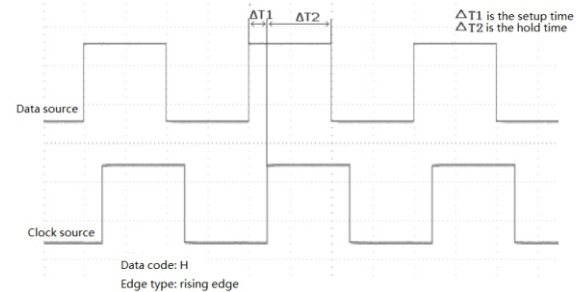 ΔT1 ΔT2
ΔT1 is the setup time
ΔT2 is the hold time
Data source
Clock source
Data code: H
Edge type: rising edge